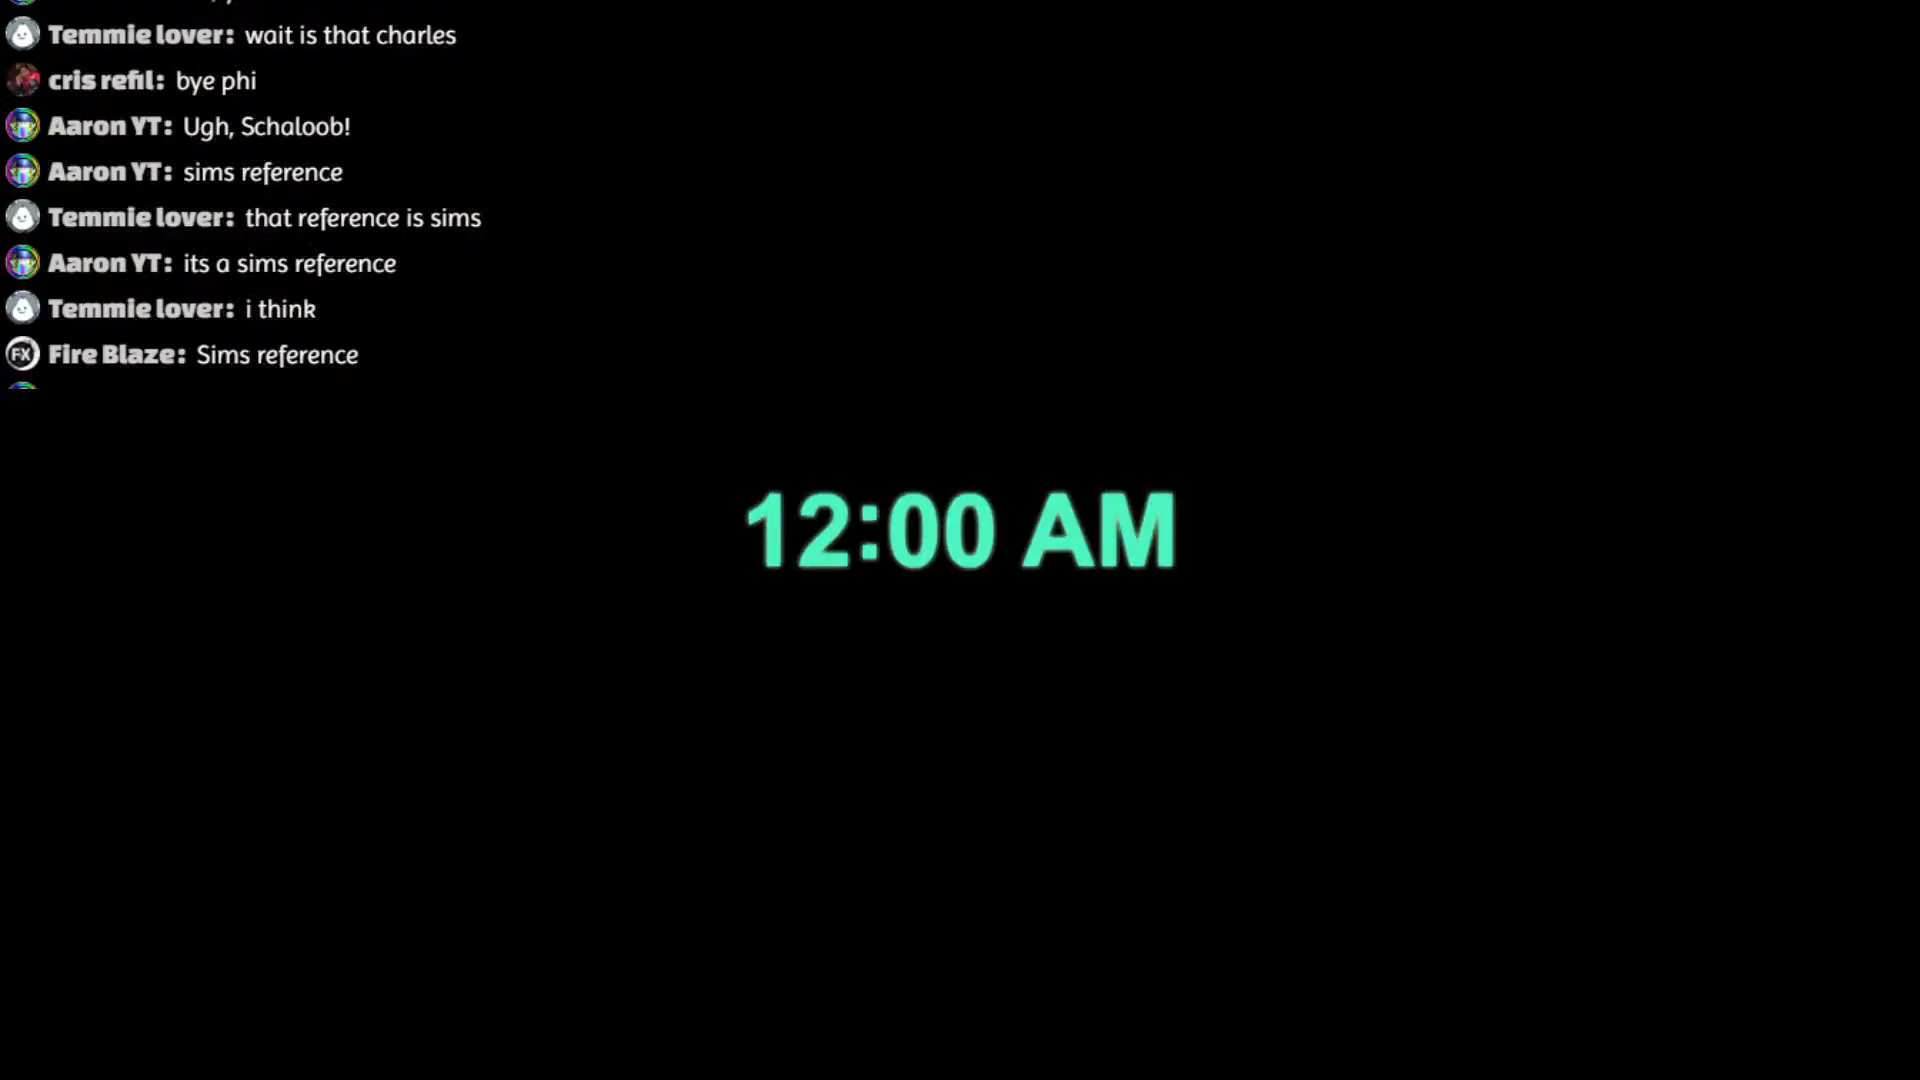 Temmie lover: wait is that charles
cris refil: bye phi
Aaron YT: Ugh, Schaloob!
Aaron YT: sims reference
Temmie lover: that reference is sims
Aaron YT: its a sims reference
Temmie lover: i think
FX Fire Blaze: Sims reference
12:00 AM